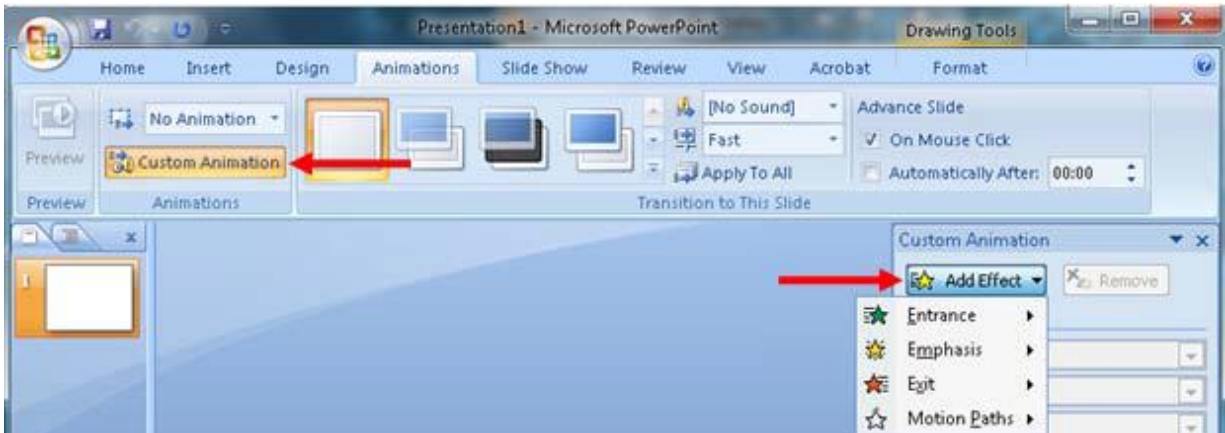 Presentation1 - Microsoft PowerPoint Drawing Tools
Home Insert Design Animations Slide Show Review View Acrobat Format
No Animation [No Sound] Advance Slide
Fast On Mouse Click
Preview Custom Animation Apply To All Automatically After: 00:00
Preview Animations Transition to This Slide
Custom Animation
1 Add Effect Remove
Entrance
Emphasis
Exit
Motion Paths